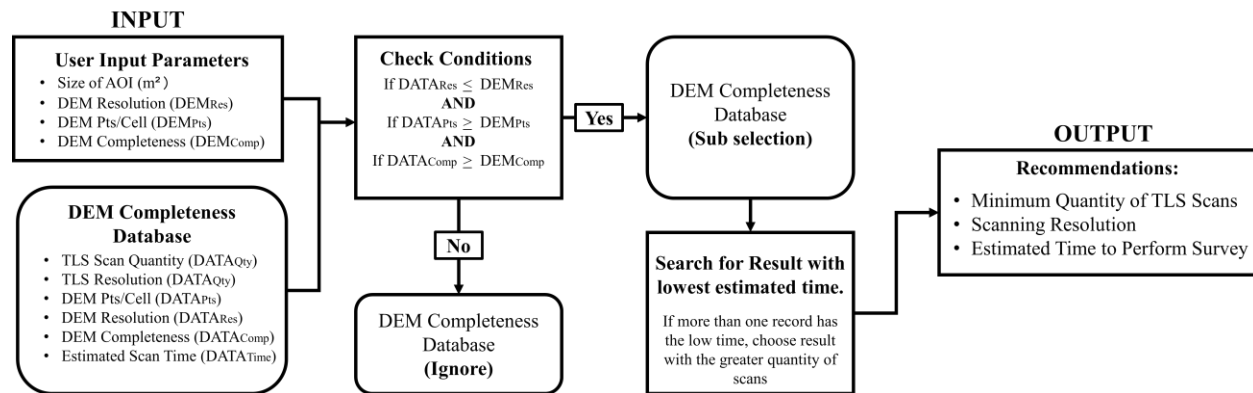 INPUT
User Input Parameters
• Size of AOI (m²)
• DEM Resolution (DEMRes)
• DEM Pts/Cell (DEMPts)
• DEM Completeness (DEMComp)
DEM Completeness
Database
• TLS Scan Quantity (DATAQty)
• TLS Resolution (DATAQty)
• DEM Pts/Cell (DATAPts)
• DEM Resolution (DATARes)
• DEM Completeness (DATAComp)
• Estimated Scan Time (DATATime)
Check Conditions
If DATARes ≤ DEMRes
AND
If DATAPts ≥ DEMPts
AND
If DATAComp ≥ DEMComp
Yes
No
DEM Completeness
Database
(Ignore)
DEM Completeness
Database
(Sub selection)
Search for Result with
lowest estimated time.
If more than one record has
the low time, choose result
with the greater quantity of
scans
OUTPUT
Recommendations:
• Minimum Quantity of TLS Scans
• Scanning Resolution
• Estimated Time to Perform Survey